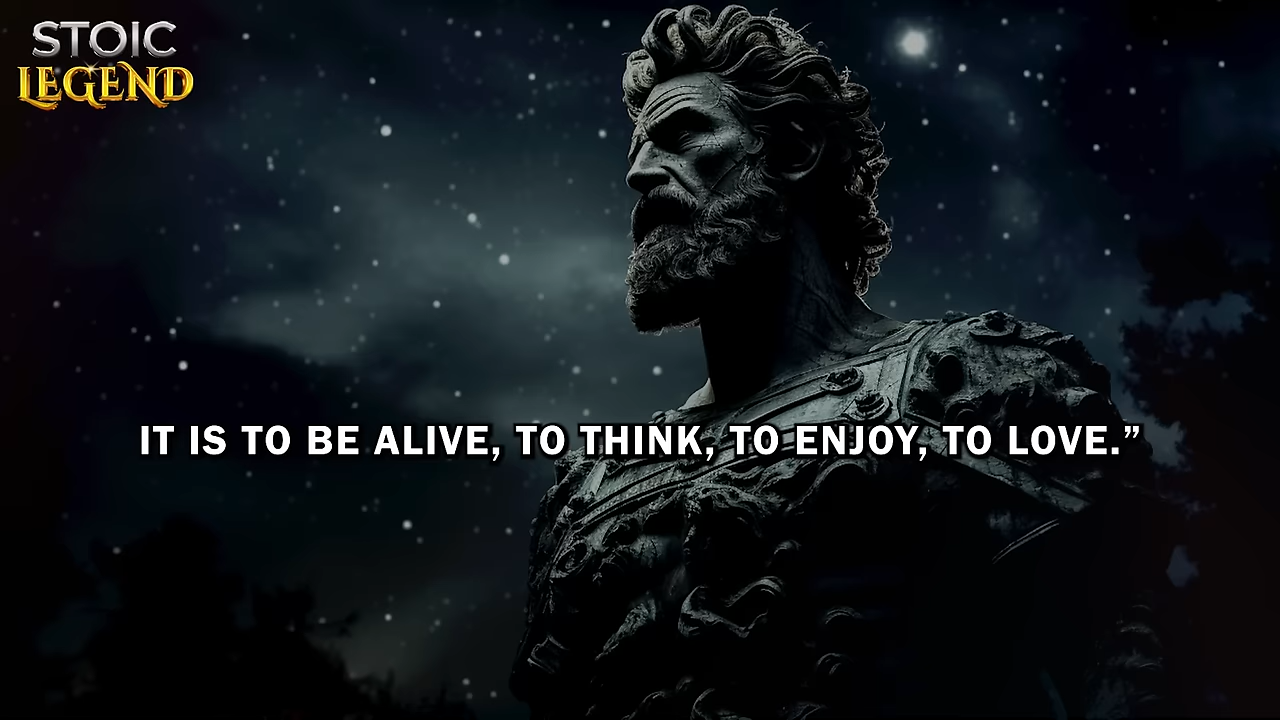 STOIC
LEGEND
IT IS TO BE ALIVE, TO THINK, TO ENJOY, TO LOVE.”